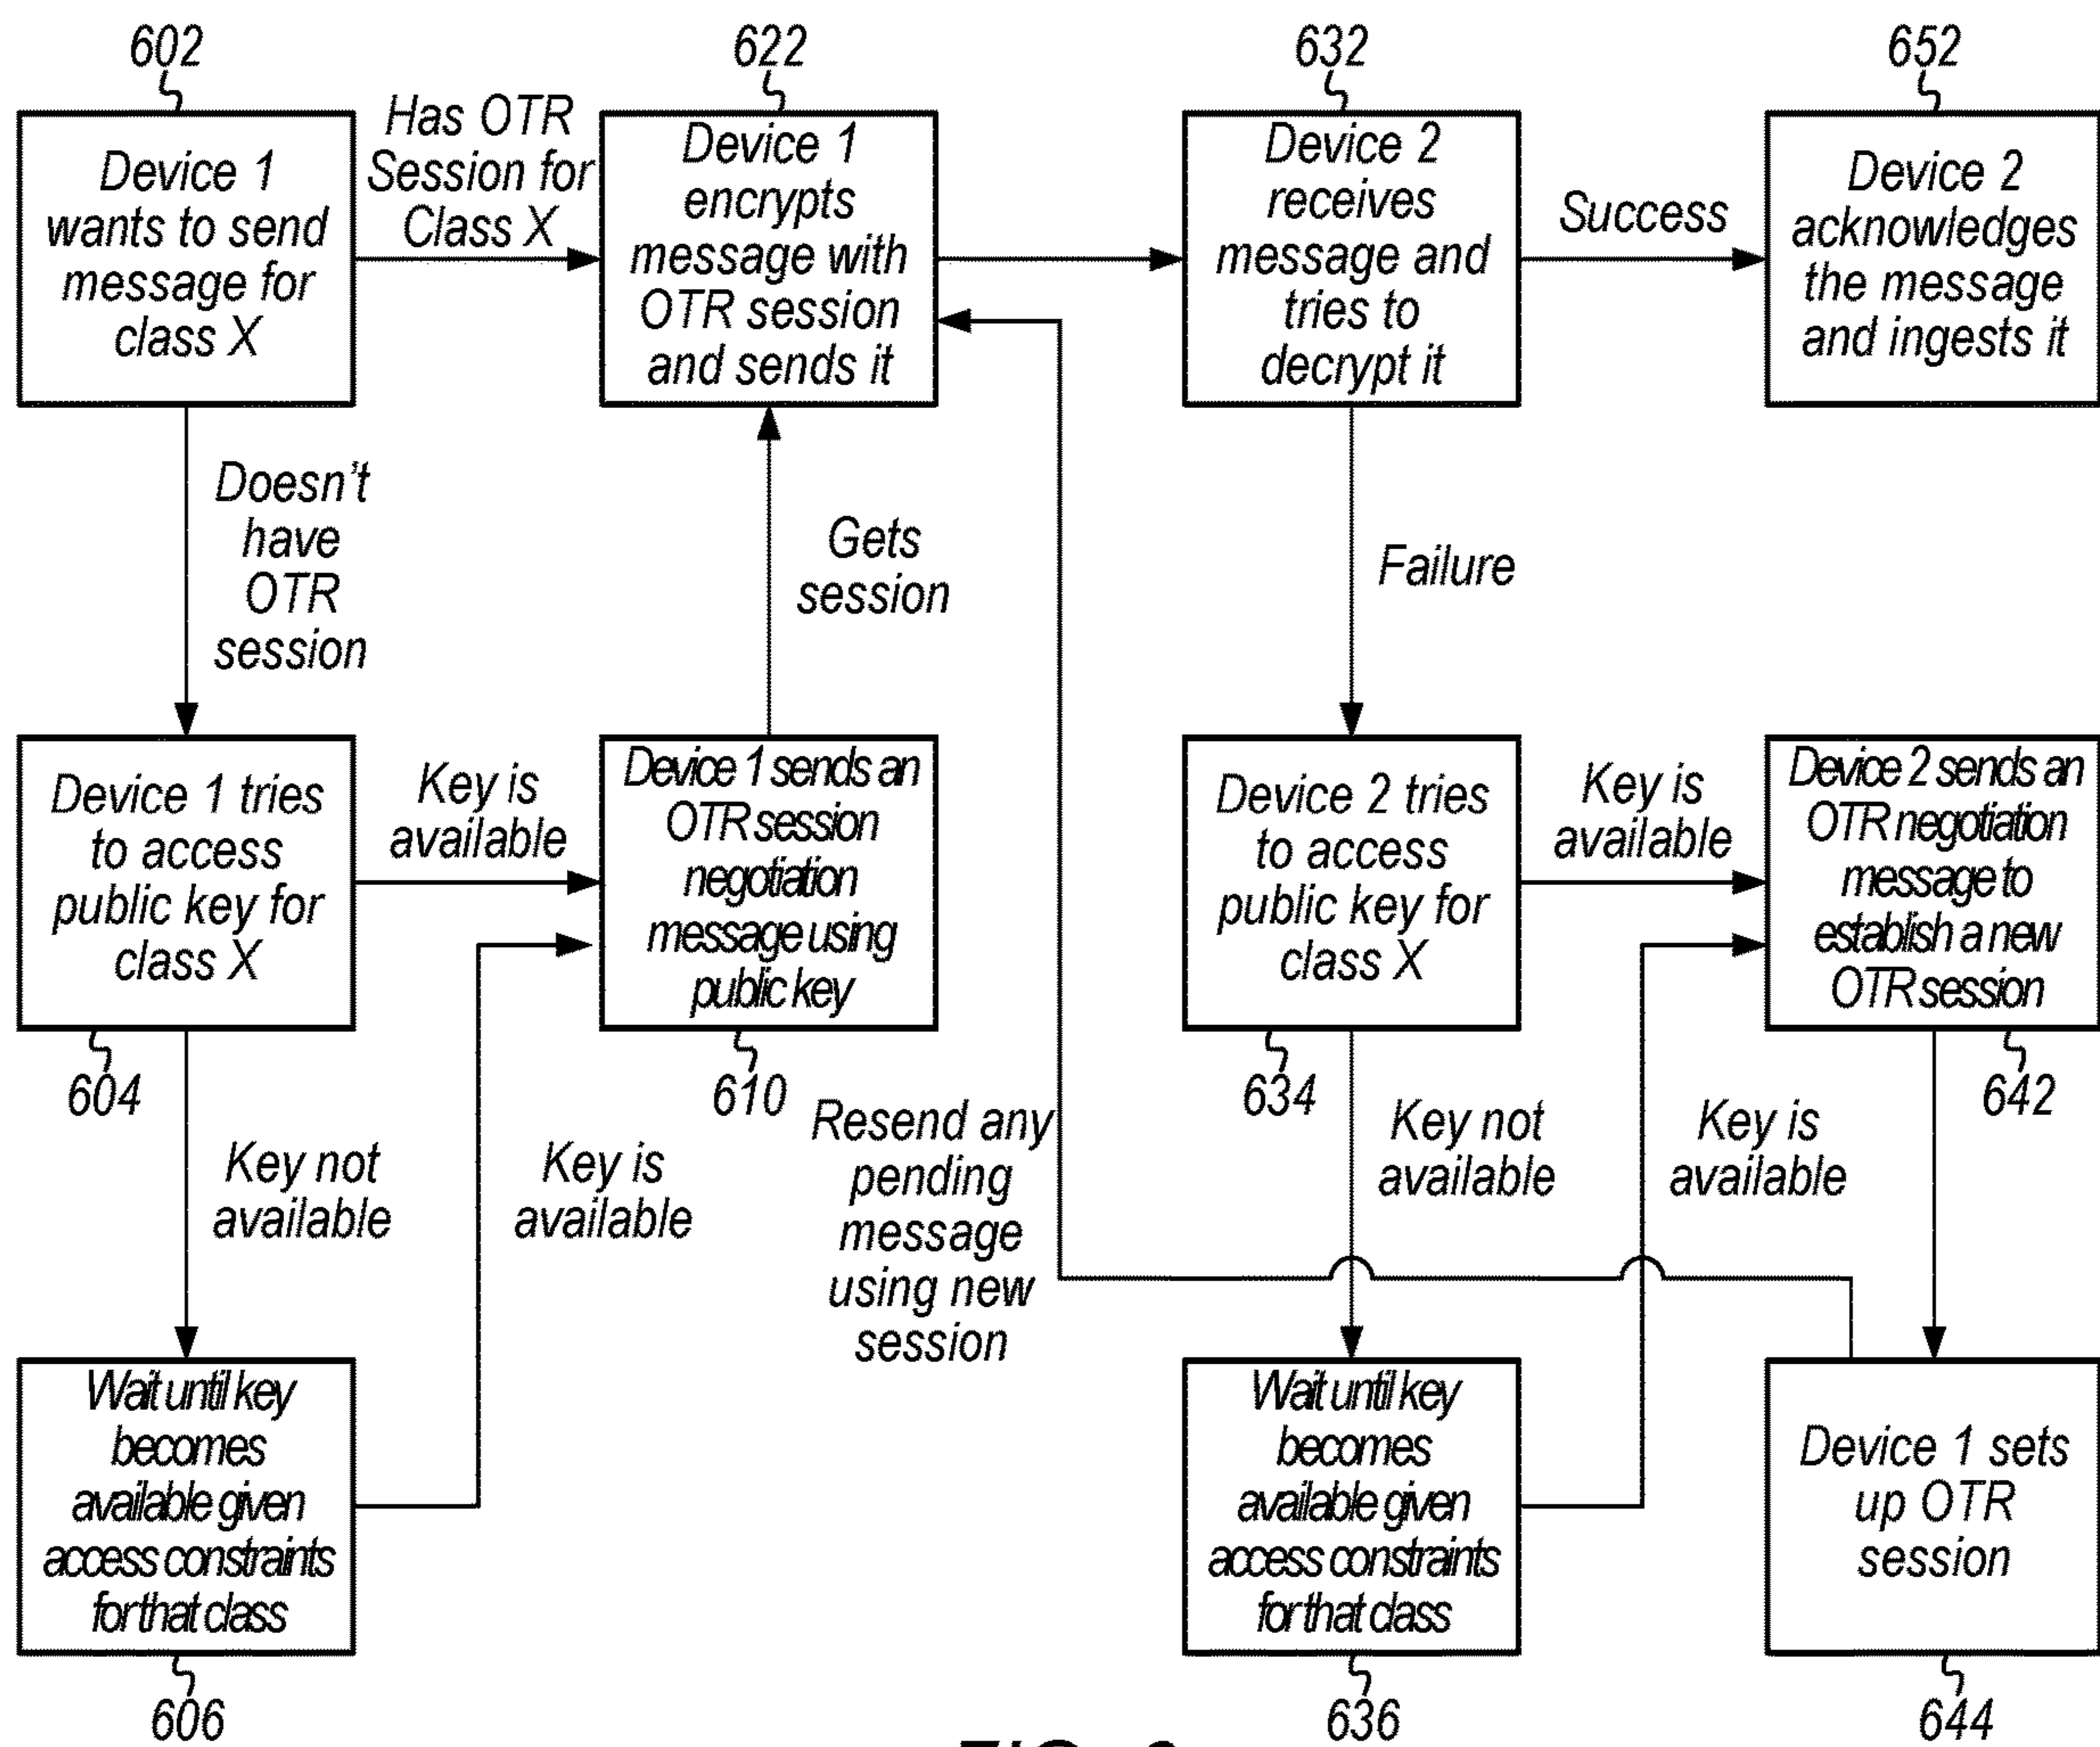 602
622
632
652
Device 1
wants to send
message for
class X
Has OTR
Session for
Class X
Device 1
encrypts
message with
OTR session
and sends it
Device 2
receives
message and
tries to
decrypt it
Success
Device 2
acknowledges
the message
and ingests it
Doesn't
have
OTR
session
Gets
session
Failure
Device 1 tries
to access
public key for
class X
Key is
available
Device 1 sends an
OTR session
negotiation
message using
public key
Device 2 tries
to access
public key for
class X
Key is
available
Device 2 sends an
OTR negotiation
message to
establish a new
OTR session
604
610
634
642
Key not
available
Key is
available
Resend any
pending
message
using new
session
Key not
available
Key is
available
Wait until key
becomes
available given
access constraints
for that class
Wait until key
becomes
available given
access constraints
for that class
Device 1 sets
up OTR
session
606
636
644